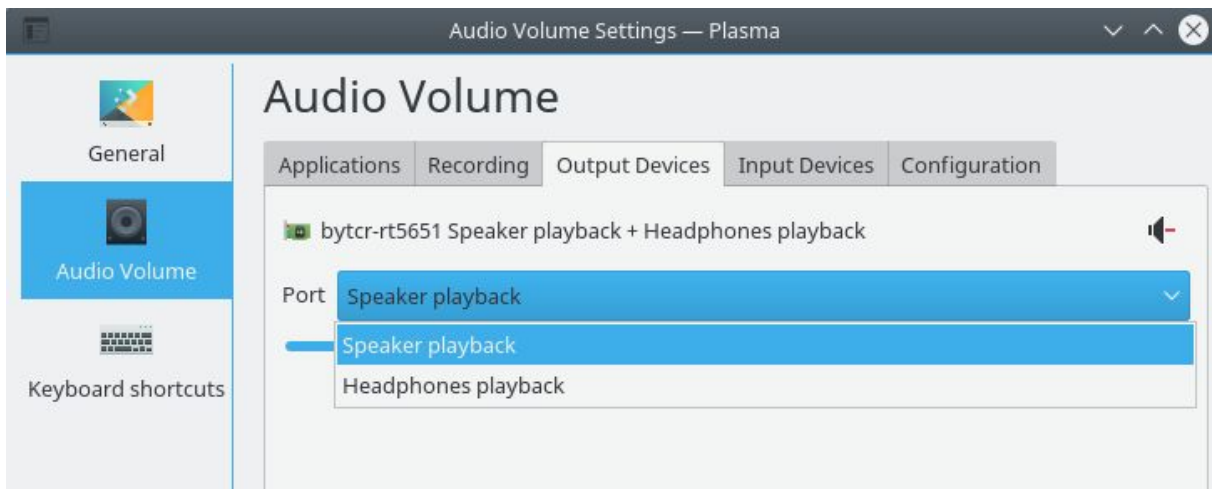 Audio Volume Settings — Plasma
General
Audio Volume
Keyboard shortcuts
Audio Volume
Applications Recording Output Devices Input Devices Configuration
bytcr-rt5651 Speaker playback + Headphones playback
Port Speaker playback
Speaker playback
Headphones playback